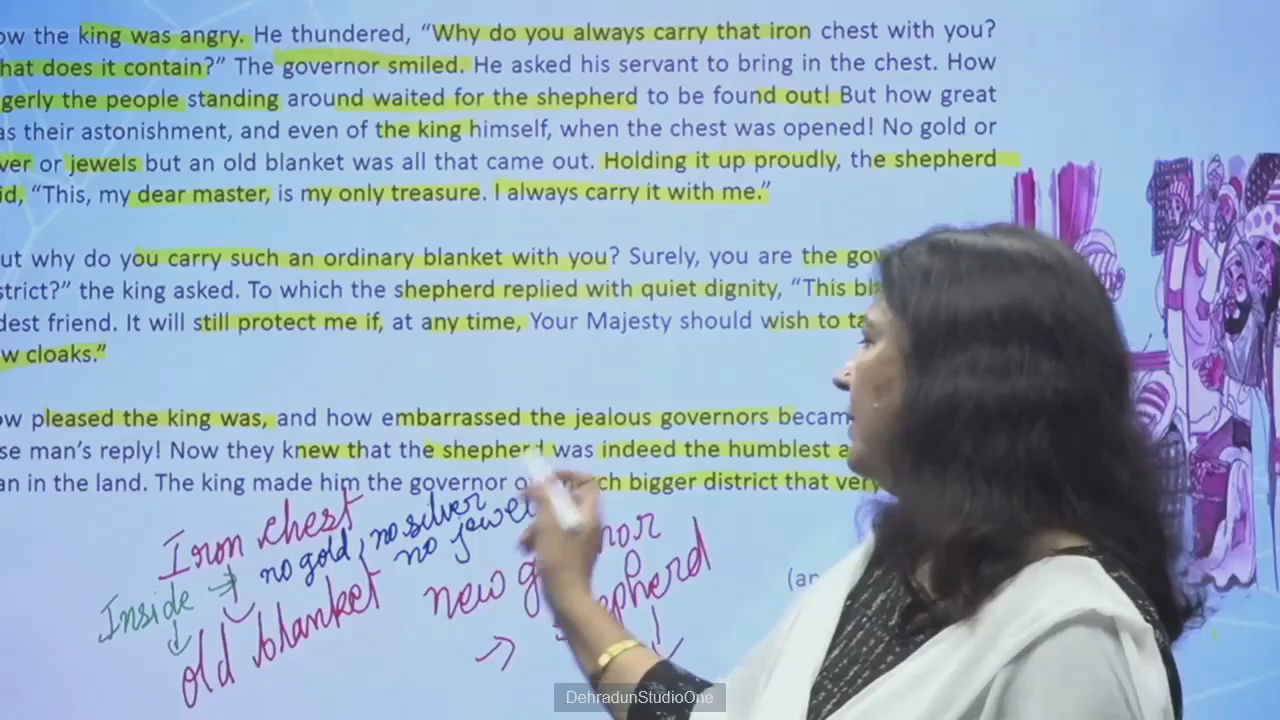 ow the king was angry. He thundered, “Why do you always carry that iron chest with you?
hat does it contain?” The governor smiled. He asked his servant to bring in the chest. How
gerly the people standing around waited for the shepherd to be found out! But how great
as their astonishment, and even of the king himself, when the chest was opened! No gold or
ver or jewels but an old blanket was all that came out. Holding it up proudly, the shepherd
id, “This, my dear master, is my only treasure. I always carry it with me.”
ut why do you carry such an ordinary blanket with you? Surely, you are the gov
strict?” the king asked. To which the shepherd replied with quiet dignity, “This bla
dest friend. It will still protect me if, at any time, Your Majesty should wish to ta
w cloaks.”
ow pleased the king was, and how embarrassed the jealous governors becam
se man’s reply! Now they knew that the shepherd was indeed the humblest a
an in the land. The king made him the governor o ch bigger district that very
Iron chest
no gold, no silver
no jewel
Inside →
old blanket
new g nor
pherd
(an
DehradunStudioOne